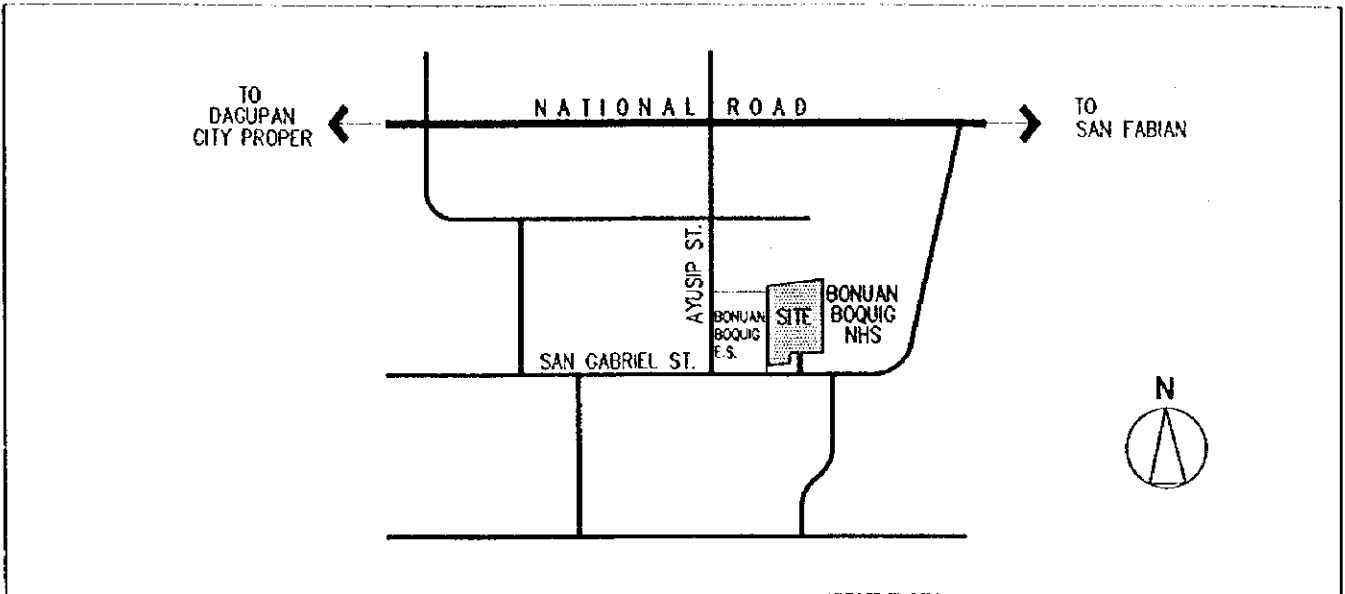 TO
DAGUPAN
CITY PROPER
NATIONAL ROAD
TO
SAN FABIAN
AYUSIP ST.
BONUAN
BOQUIG
E.S.
SITE
BONUAN
BOQUIG
NHS
SAN GABRIEL ST.
N